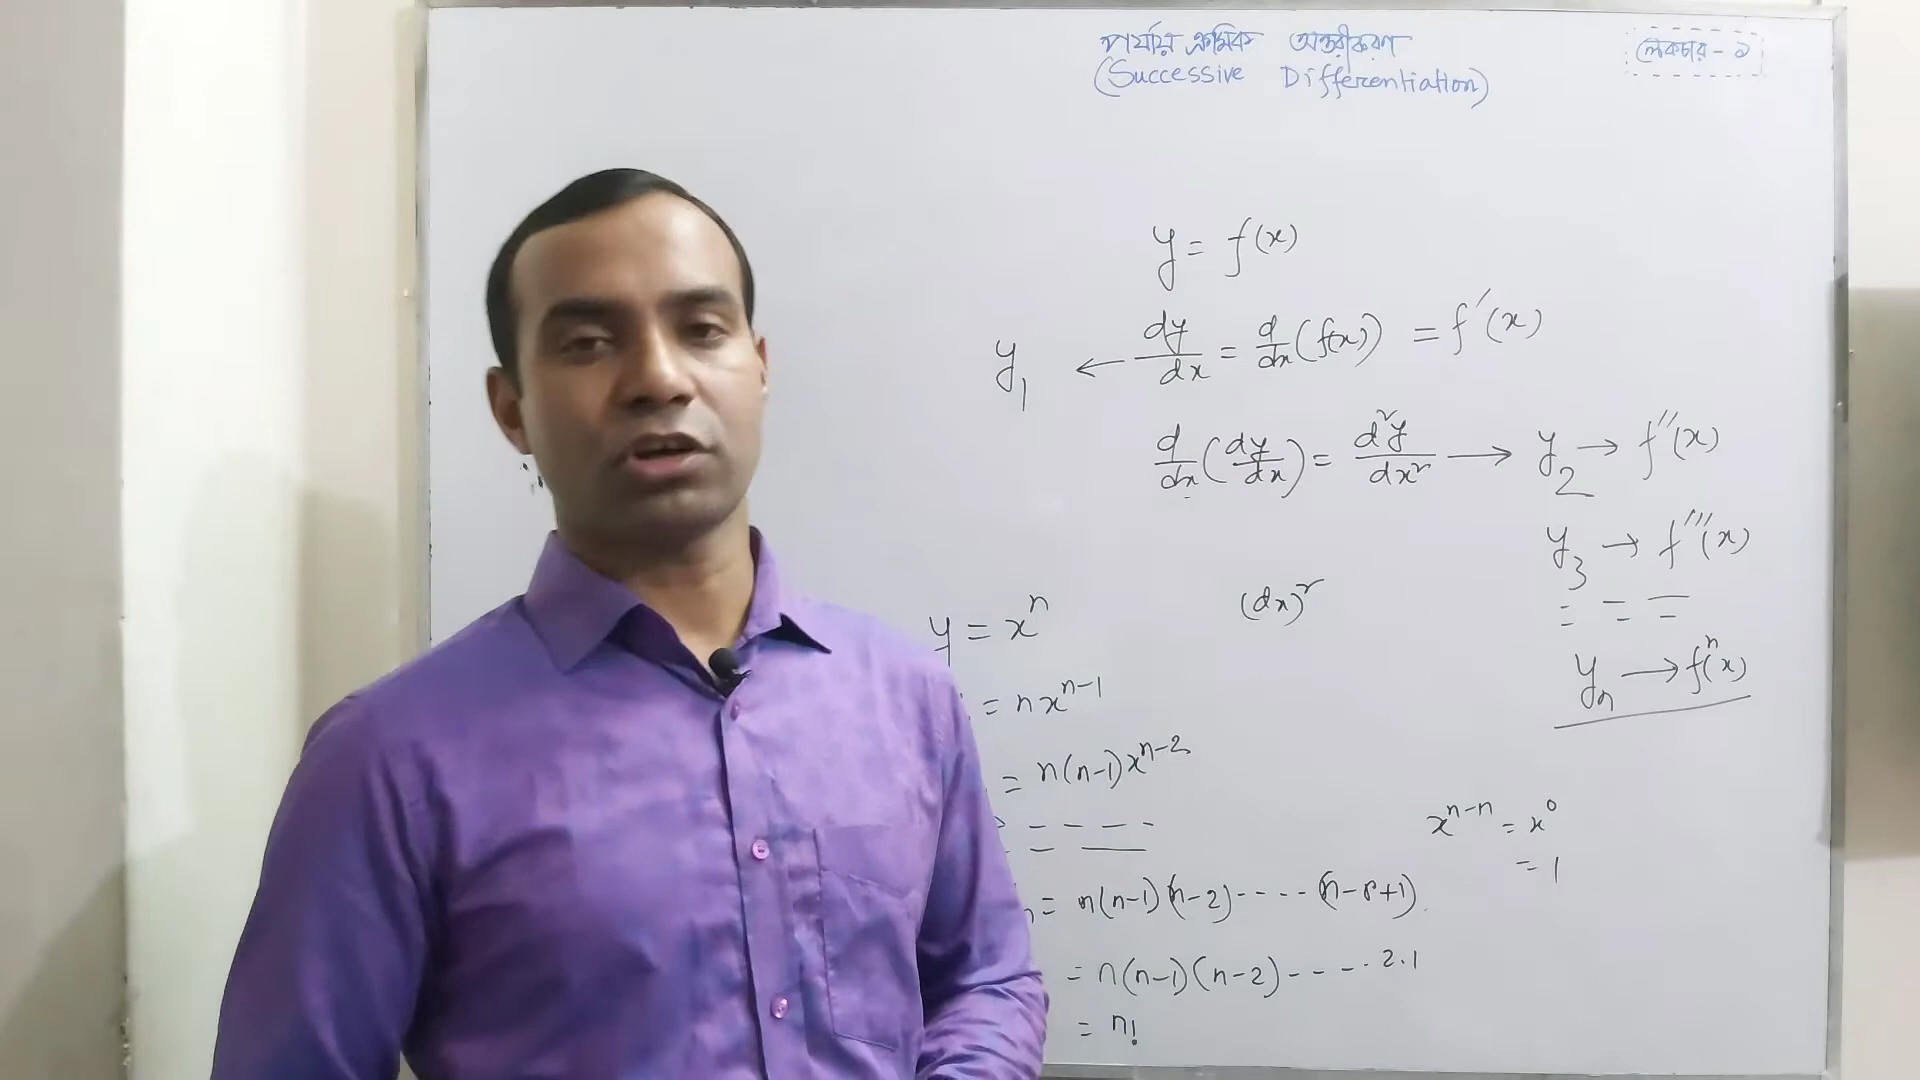 পর্যায় ক্রমিক অন্তরীকরণ
(Successive Differentiation)
লেকচার - ১
y = f(x)
y₁ ← dy/dx = d/dx (f(x)) = f′(x)
d/dx (dy/dx) = d²y/dx² → y₂ → f″(x)
y₃ → f‴(x)
= = =
yₙ → fⁿ(x)
(dx)²
y = xⁿ
= nxⁿ⁻¹
= n(n-1)xⁿ⁻²
- - - -
xⁿ⁻ⁿ = x⁰
= 1
n = n(n-1)(n-2)----(n-r+1)
= n(n-1)(n-2)----2.1
= n!